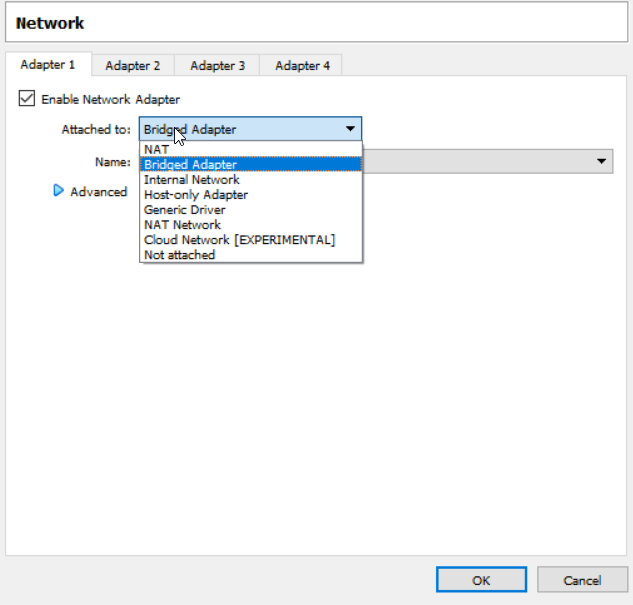 Network
Adapter 1 Adapter 2 Adapter 3 Adapter 4
Enable Network Adapter
Attached to: Bridged Adapter
NAT
Name: Bridged Adapter
Internal Network
Advanced Host-only Adapter
Generic Driver
NAT Network
Cloud Network [EXPERIMENTAL]
Not attached
OK Cancel